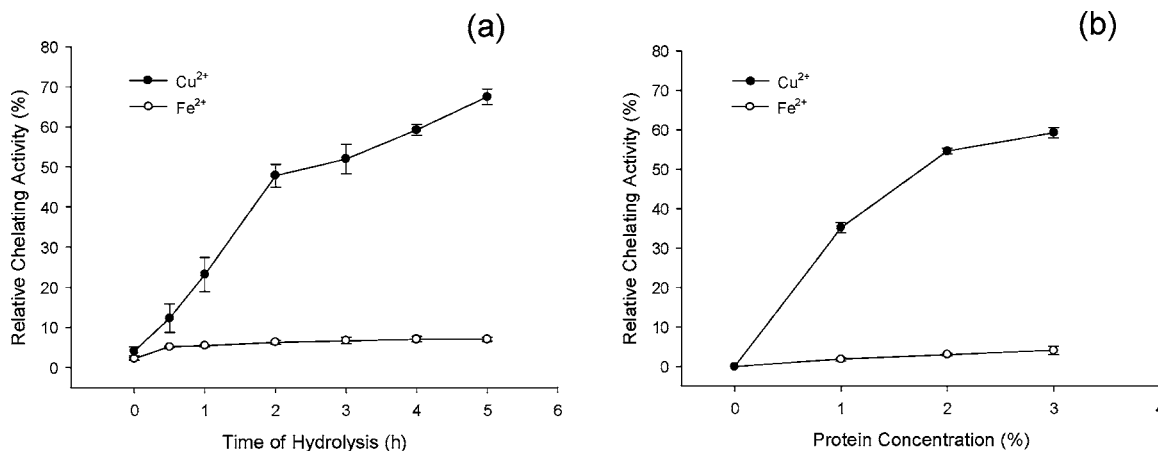 (a)
80
70
60
50
40
30
20
10
0
Relative Chelating Activity (%)
Cu2+
Fe2+
0 1 2 3 4 5 6
Time of Hydrolysis (h)
(b)
80
70
60
50
40
30
20
10
0
Relative Chelating Activity (%)
Cu2+
Fe2+
0 1 2 3 4
Protein Concentration (%)